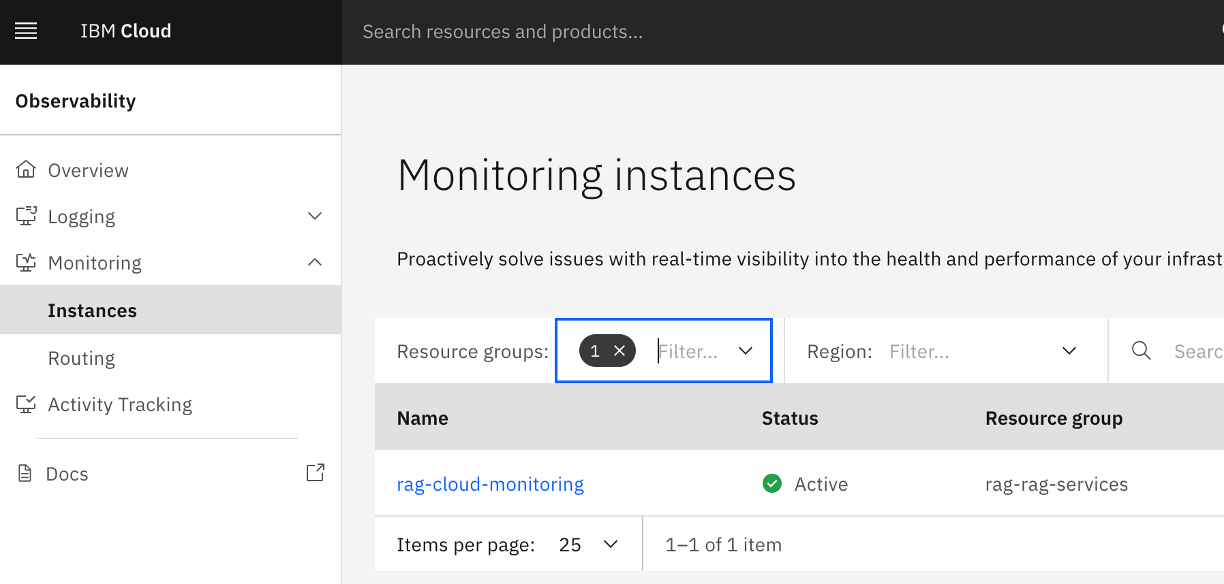 IBM Cloud
Search resources and products...
Observability
Overview
Logging
Monitoring
Instances
Routing
Activity Tracking
Docs
Monitoring instances
Proactively solve issues with real-time visibility into the health and performance of your infrast
Resource groups: 1 Filter... Region: Filter... Searc
Name Status Resource group
rag-cloud-monitoring Active rag-rag-services
Items per page: 25 1–1 of 1 item